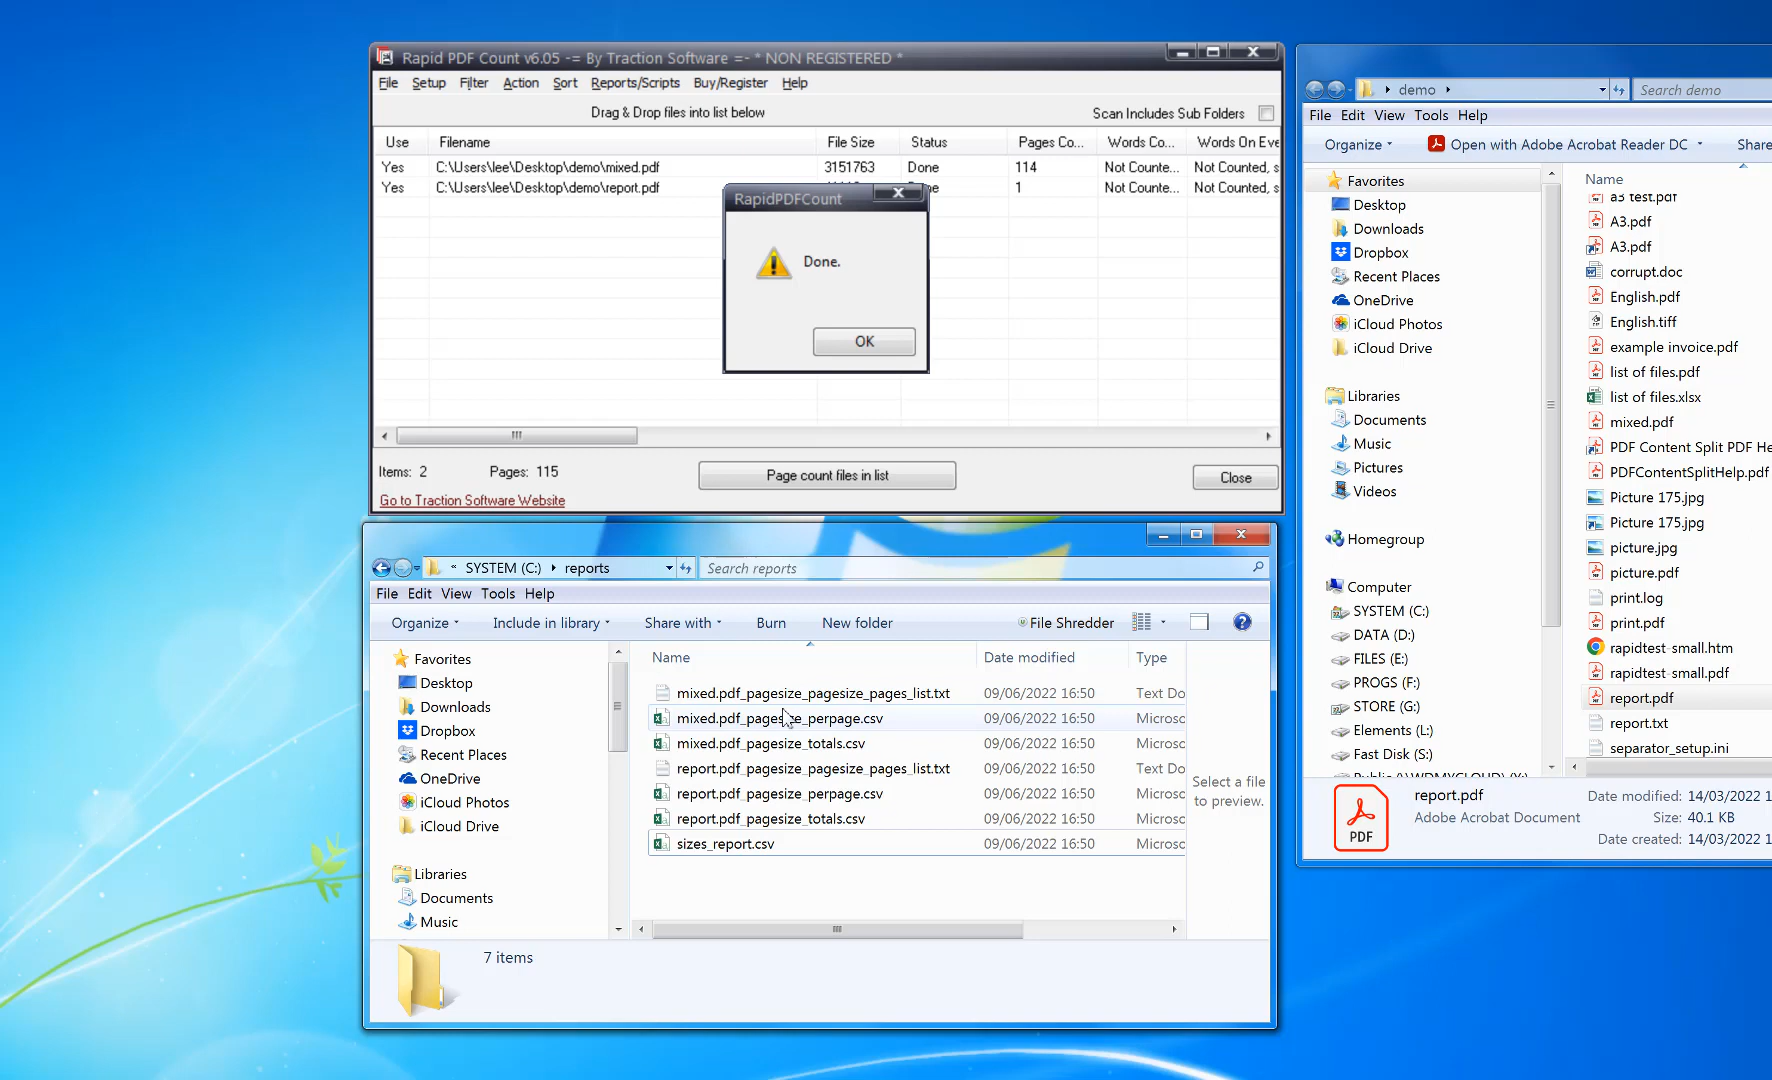 Rapid PDF Count v6.05 -= By Traction Software =- * NON REGISTERED *
File Setup Filter Action Sort Reports/Scripts Buy/Register Help
Drag & Drop files into list below
Scan Includes Sub Folders
Use Filename File Size Status Pages Co... Words Co... Words On Eve
Yes C:\Users\lee\Desktop\demo\mixed.pdf 3151763 Done 114 Not Counte... Not Counted, s
Yes C:\Users\lee\Desktop\demo\report.pdf 1 Not Counte... Not Counted, s
RapidPDFCount
Done.
OK
Items: 2 Pages: 115
Page count files in list
Close
Go to Traction Software Website
SYSTEM (C:) reports
Search reports
File Edit View Tools Help
Organize Include in library Share with Burn New folder File Shredder
Favorites
Desktop
Downloads
Dropbox
Recent Places
OneDrive
iCloud Photos
iCloud Drive
Libraries
Documents
Music
Name Date modified Type
mixed.pdf_pagesize_pagesize_pages_list.txt 09/06/2022 16:50 Text Do
mixed.pdf_pagesize_perpage.csv 09/06/2022 16:50 Microsc
mixed.pdf_pagesize_totals.csv 09/06/2022 16:50 Microsc
report.pdf_pagesize_pagesize_pages_list.txt 09/06/2022 16:50 Text Do
report.pdf_pagesize_perpage.csv 09/06/2022 16:50 Microsc
report.pdf_pagesize_totals.csv 09/06/2022 16:50 Microsc
sizes_report.csv 09/06/2022 16:50 Microsc
Select a file
to preview.
7 items
demo
Search demo
File Edit View Tools Help
Organize Open with Adobe Acrobat Reader DC Share
Favorites
Desktop
Downloads
Dropbox
Recent Places
OneDrive
iCloud Photos
iCloud Drive
Libraries
Documents
Music
Pictures
Videos
Homegroup
Computer
SYSTEM (C:)
DATA (D:)
FILES (E:)
PROGS (F:)
STORE (G:)
Elements (L:)
Fast Disk (S:)
Name
a3 test.pdf
A3.pdf
A3.pdf
corrupt.doc
English.pdf
English.tiff
example invoice.pdf
list of files.pdf
list of files.xlsx
mixed.pdf
PDF Content Split PDF He
PDFContentSplitHelp.pdf
Picture 175.jpg
Picture 175.jpg
picture.jpg
picture.pdf
print.log
print.pdf
rapidtest-small.htm
rapidtest-small.pdf
report.pdf
report.txt
separator_setup.ini
PDF
report.pdf
Adobe Acrobat Document
Date modified: 14/03/2022 1
Size: 40.1 KB
Date created: 14/03/2022 1